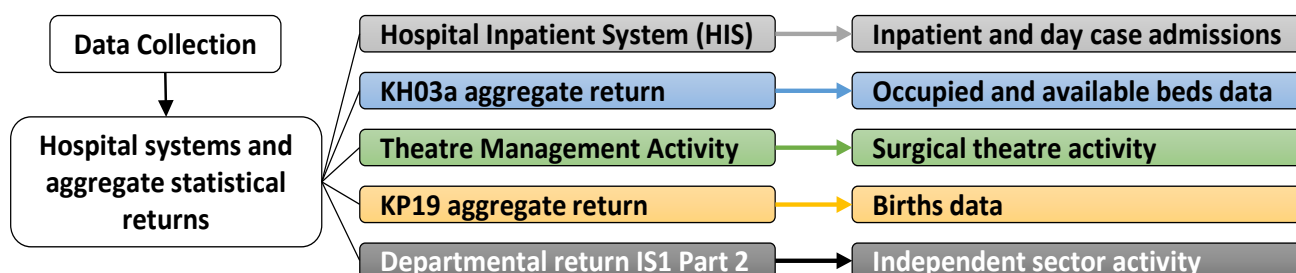 Data Collection
Hospital systems and
aggregate statistical
returns
Hospital Inpatient System (HIS)
Inpatient and day case admissions
KH03a aggregate return
Occupied and available beds data
Theatre Management Activity
Surgical theatre activity
KP19 aggregate return
Births data
Departmental return IS1 Part 2
Independent sector activity